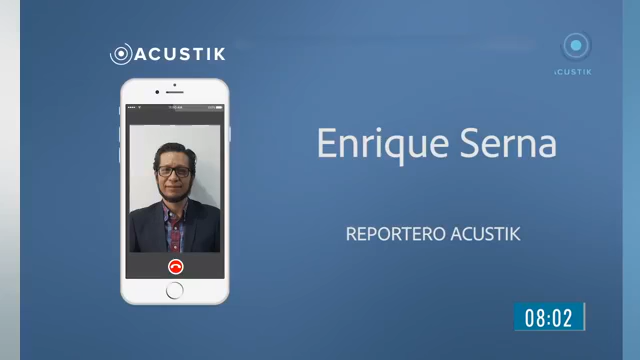 ACUSTIK
Enrique Serna
REPORTERO ACUSTIK
ACUSTIK
08:02